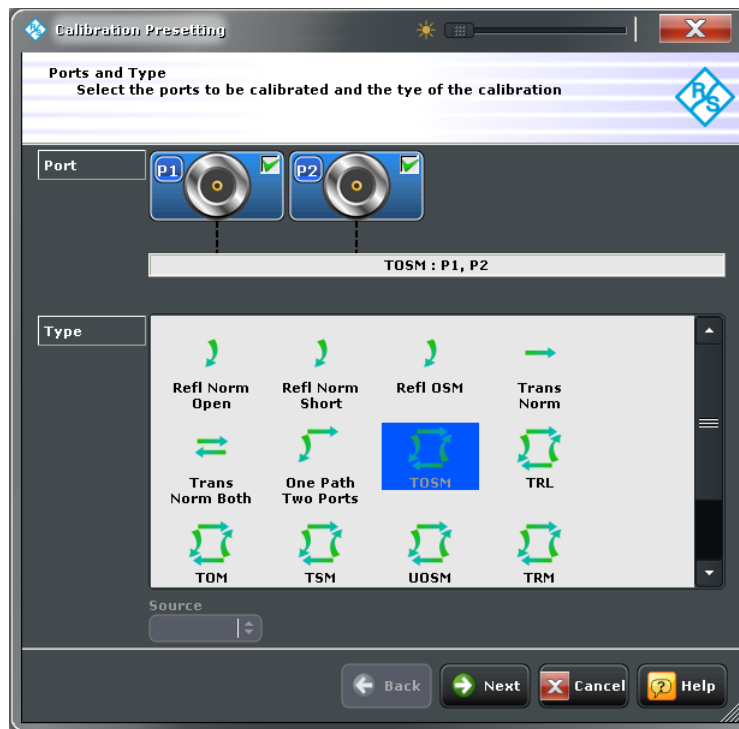 Calibration Presetting
Ports and Type
Select the ports to be calibrated and the tye of the calibration
R/S
Port
P1
P2
TOSM : P1, P2
Type
Refl Norm Open
Refl Norm Short
Refl OSM
Trans Norm
Trans Norm Both
One Path Two Ports
TOSM
TRL
TOM
TSM
UOSM
TRM
Source
Back
Next
Cancel
Help